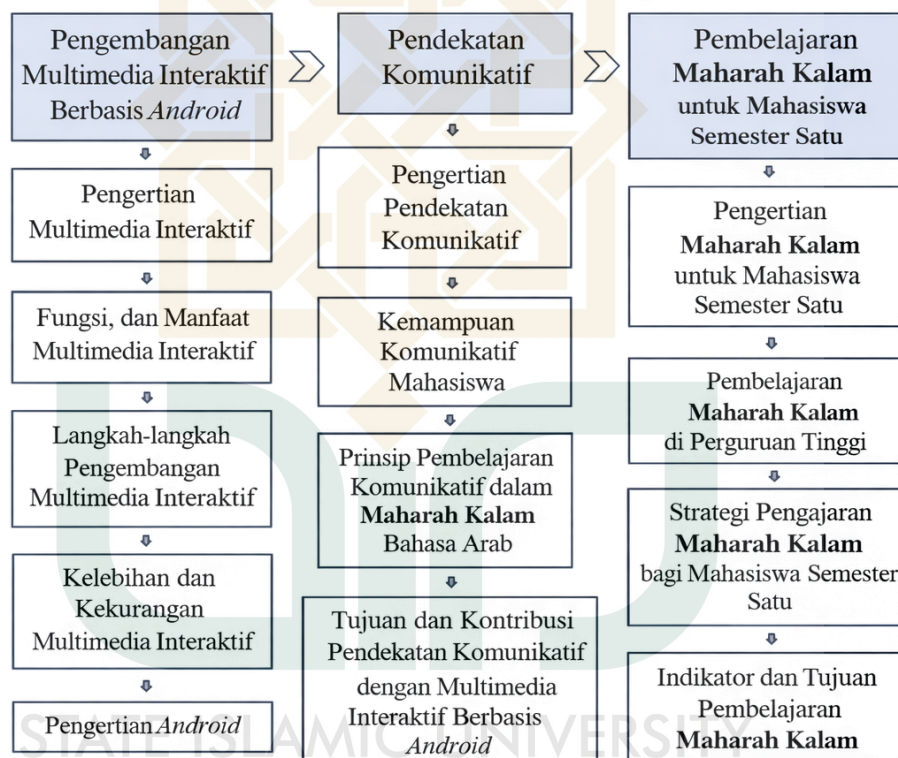 Pengembangan
Multimedia Interaktif
Berbasis Android
Pengertian
Multimedia Interaktif
Fungsi, dan Manfaat
Multimedia Interaktif
Langkah-langkah
Pengembangan
Multimedia Interaktif
Kelebihan dan
Kekurangan
Multimedia Interaktif
Pengertian Android
Pendekatan
Komunikatif
Pengertian
Pendekatan
Komunikatif
Kemampuan
Komunikatif
Mahasiswa
Prinsip Pembelajaran
Komunikatif dalam
Maharah Kalam
Bahasa Arab
Tujuan dan Kontribusi
Pendekatan Komunikatif
dengan Multimedia
Interaktif Berbasis
Android
Pembelajaran
Maharah Kalam
untuk Mahasiswa
Semester Satu
Pengertian
Maharah Kalam
untuk Mahasiswa
Semester Satu
Pembelajaran
Maharah Kalam
di Perguruan Tinggi
Strategi Pengajaran
Maharah Kalam
bagi Mahasiswa Semester
Satu
Indikator dan Tujuan
Pembelajaran
Maharah Kalam
STATE ISLAMIC UNIVERSITY